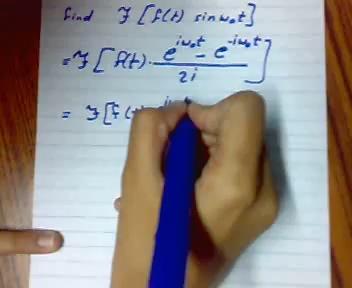 find ℱ [f(t) sin ω₀t]
= ℱ [ f(t) · (e^{iω₀t} - e^{-iω₀t}) / 2i ]
= ℱ [f(t)